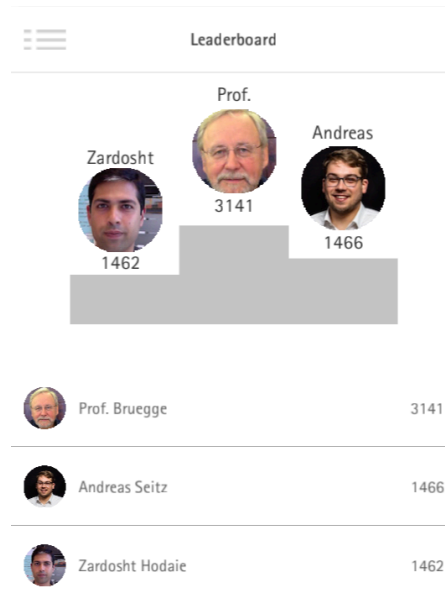 Leaderboard
Prof.
Andreas
Zardosht
3141
1466
1462
Prof. Bruegge 3141
Andreas Seitz 1466
Zardosht Hodaie 1462